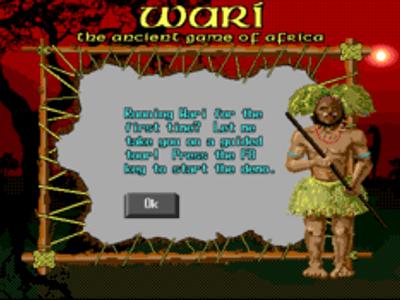 WARI
the ancient game of africa
Running Wari for the
first time? Let me
take you on a guided
tour! Press the F3
key to start the demo.
Ok